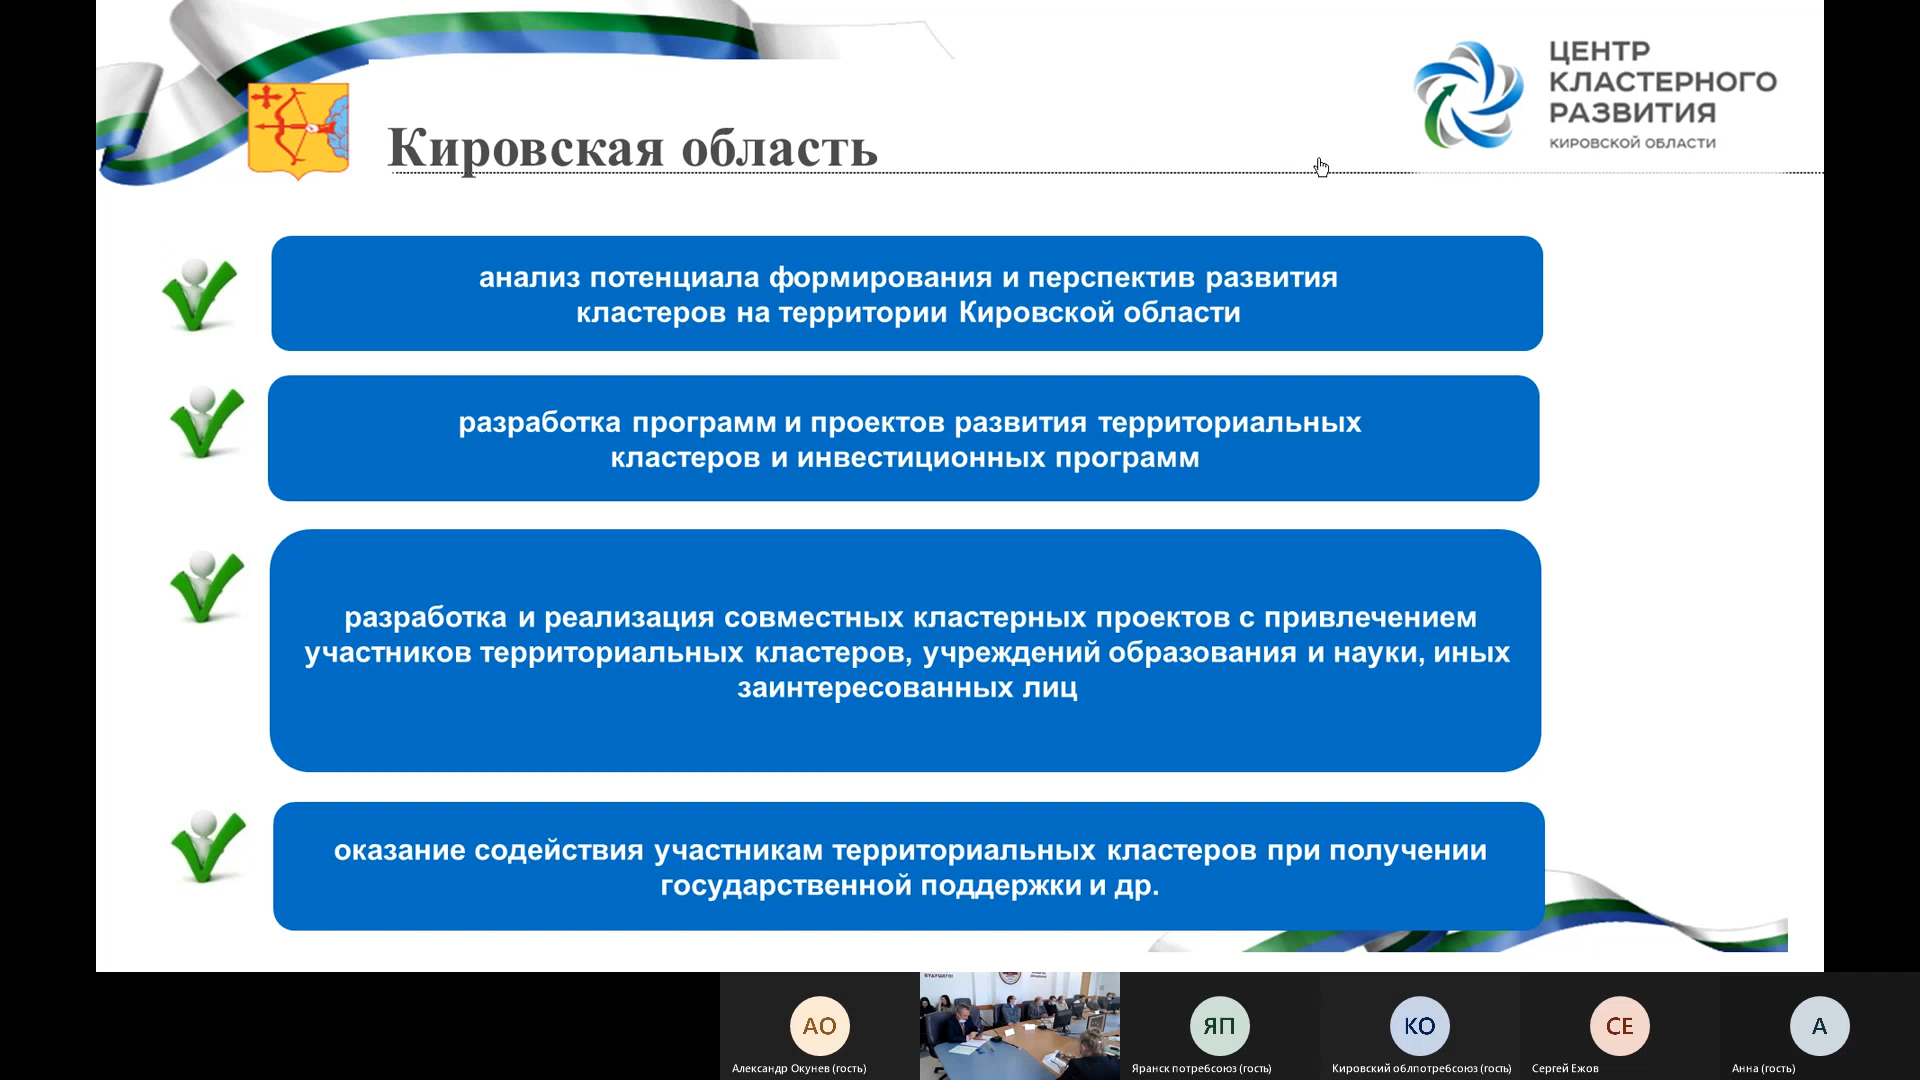 ЦЕНТР
КЛАСТЕРНОГО
РАЗВИТИЯ
КИРОВСКОЙ ОБЛАСТИ
Кировская область
анализ потенциала формирования и перспектив развития
кластеров на территории Кировской области
разработка программ и проектов развития территориальных
кластеров и инвестиционных программ
разработка и реализация совместных кластерных проектов с привлечением
участников территориальных кластеров, учреждений образования и науки, иных
заинтересованных лиц
оказание содействия участникам территориальных кластеров при получении
государственной поддержки и др.
АО
ЯП
КО
СЕ
А
Александр Окунев (гость)
Яранск потребсоюз (гость)
Кировский облпотребсоюз (гость)
Сергей Ежов
Анна (гость)